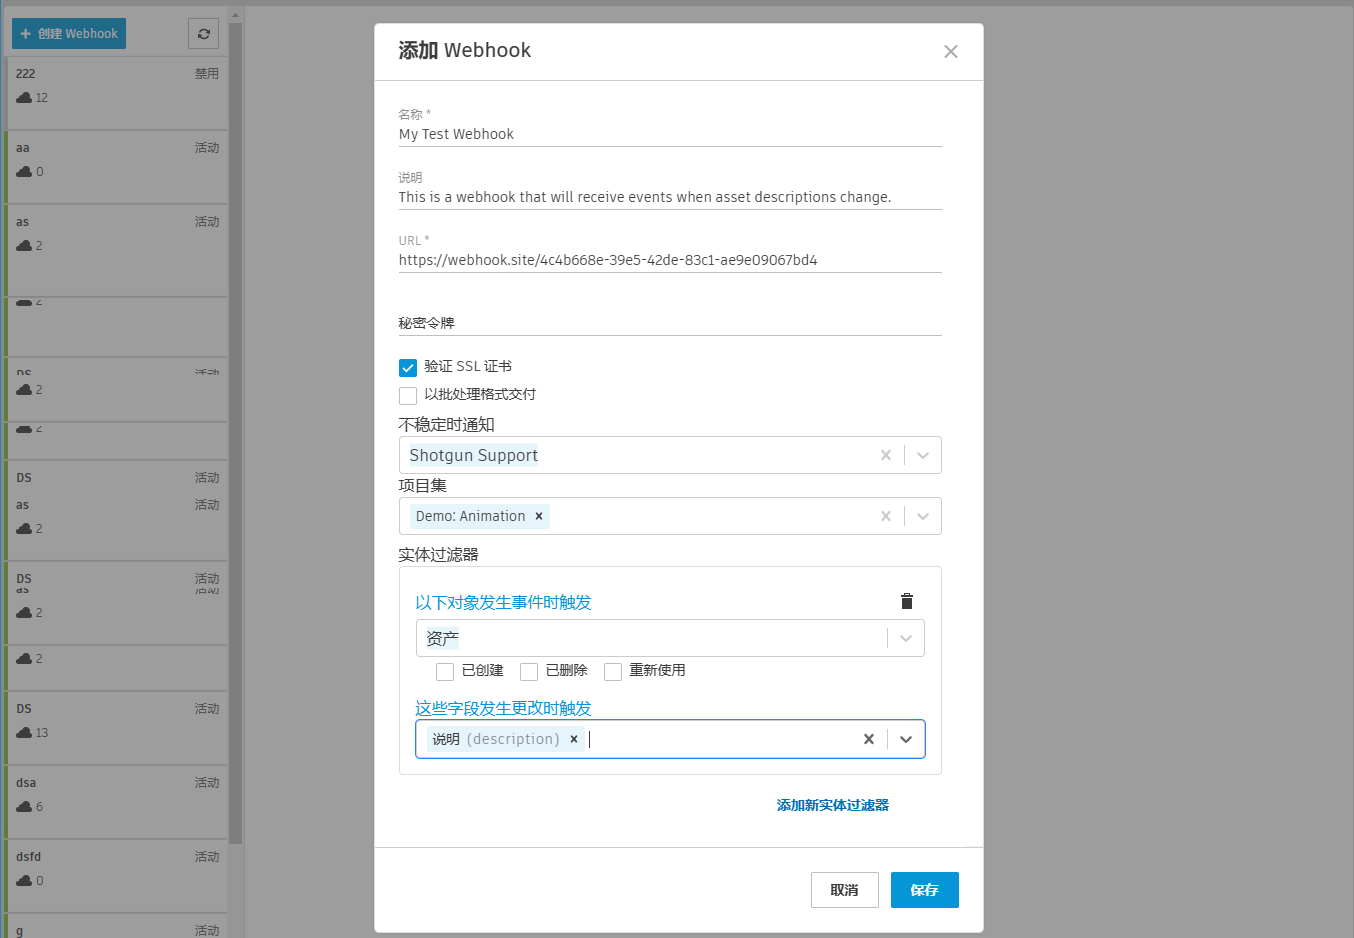 创建 Webhook
222 禁用
12
aa 活动
0
as 活动
2
2
DS 活动
2
2
DS 活动
as 活动
2
DS 活动
as 活动
2
2
DS 活动
13
dsa 活动
6
dsfd 活动
0
g 活动
添加 Webhook
名称 *
My Test Webhook
说明
This is a webhook that will receive events when asset descriptions change.
URL *
https://webhook.site/4c4b668e-39e5-42de-83c1-ae9e09067bd4
秘密令牌
验证 SSL 证书
以批处理格式交付
不稳定时通知
Shotgun Support
项目集
Demo: Animation
实体过滤器
以下对象发生事件时触发
资产
已创建 已删除 重新使用
这些字段发生更改时触发
说明 (description)
添加新实体过滤器
取消 保存